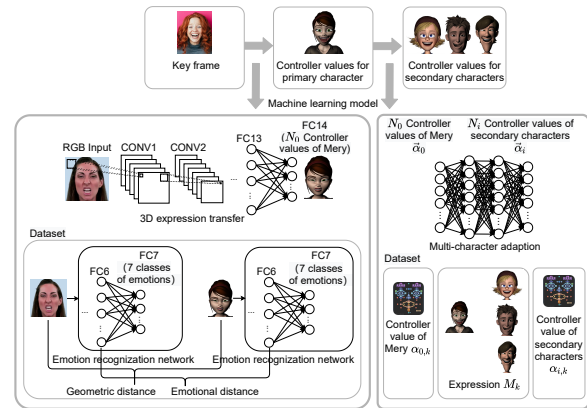 Key frame
Controller values for
primary character
Controller values for
secondary characters
Machine learning model
RGB Input
CONV1
CONV2
FC13
FC14
(N₀ Controller
values of Mery)
...
3D expression transfer
Dataset
FC6
FC7
(7 classes
of emotions)
...
Emotion recognization network
FC6
FC7
(7 classes
of emotions)
...
Emotion recognization network
Geometric distance
Emotional distance
N₀ Controller
values of Mery
α⃗₀
Nᵢ Controller values of
secondary characters
α⃗ᵢ
Multi-character adaption
Dataset
Controller
value of
Mery α₀,ₖ
Expression Mₖ
Controller
value of
secondary
characters
αᵢ,ₖ